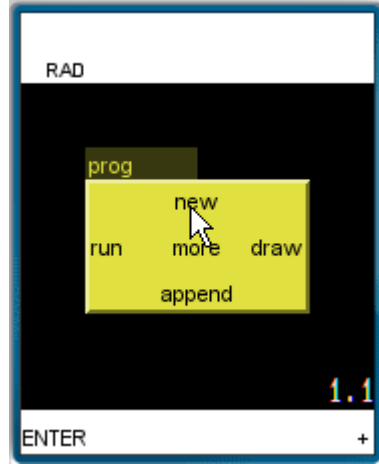 RAD
prog
new
run more draw
append
1.1
ENTER +